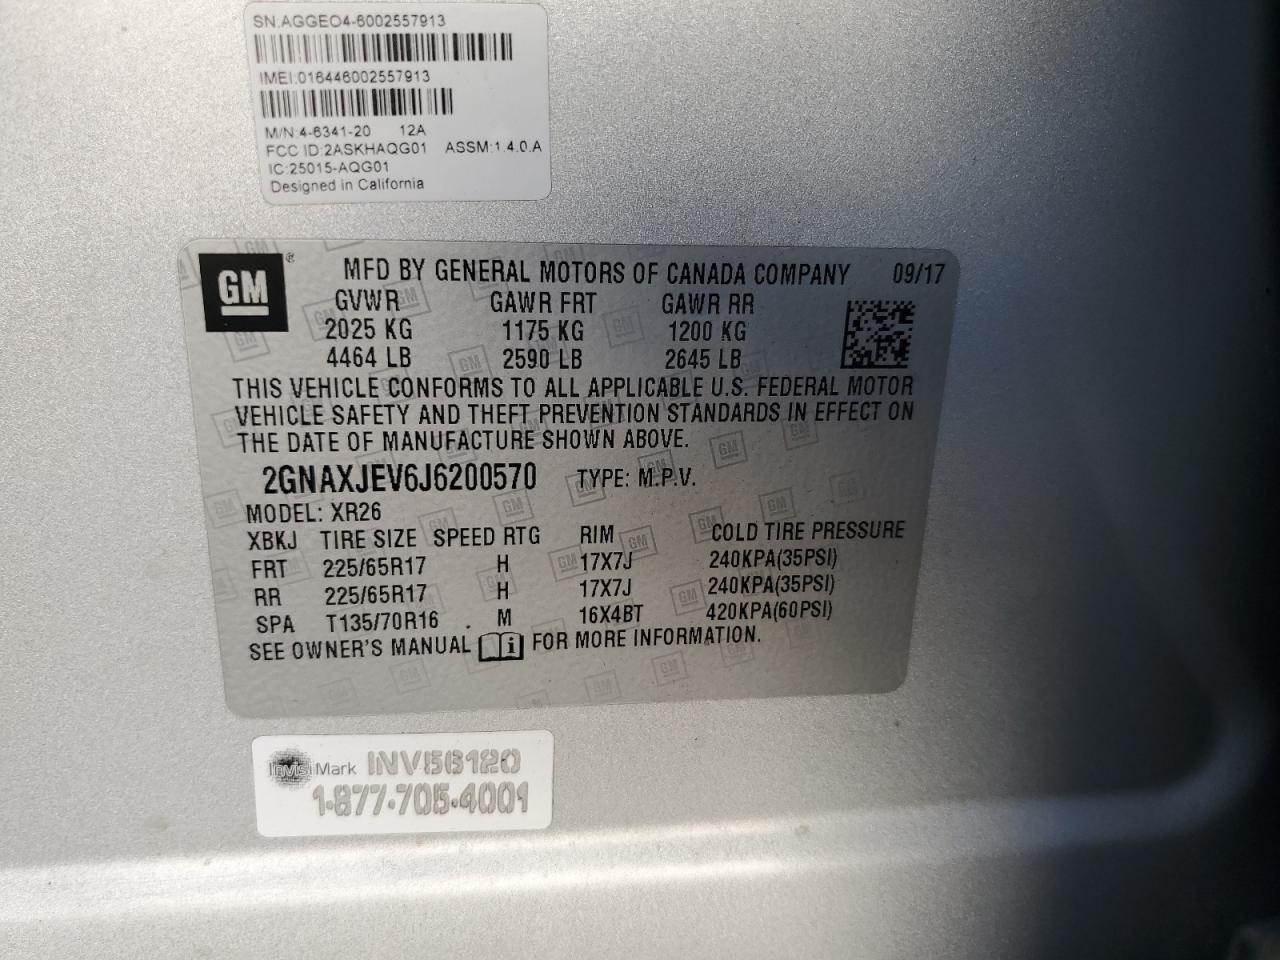 SN:AGGEO4-6002557913
IMEI:016446002557913
M/N:4-6341-20 12A
FCC ID:2ASKHAQG01 ASSM:1.4.0.A
IC:25015-AQG01
Designed in California
GM ® MFD BY GENERAL MOTORS OF CANADA COMPANY 09/17
GVWR GAWR FRT GAWR RR
2025 KG 1175 KG 1200 KG
4464 LB 2590 LB 2645 LB
THIS VEHICLE CONFORMS TO ALL APPLICABLE U.S. FEDERAL MOTOR
VEHICLE SAFETY AND THEFT PREVENTION STANDARDS IN EFFECT ON
THE DATE OF MANUFACTURE SHOWN ABOVE.
2GNAXJEV6J6200570 TYPE: M.P.V.
MODEL: XR26
XBKJ TIRE SIZE SPEED RTG RIM COLD TIRE PRESSURE
FRT 225/65R17 H 17X7J 240KPA(35PSI)
RR 225/65R17 H 17X7J 240KPA(35PSI)
SPA T135/70R16 . M 16X4BT 420KPA(60PSI)
SEE OWNER'S MANUAL i FOR MORE INFORMATION.
InvisiMark
1-877-705-4001